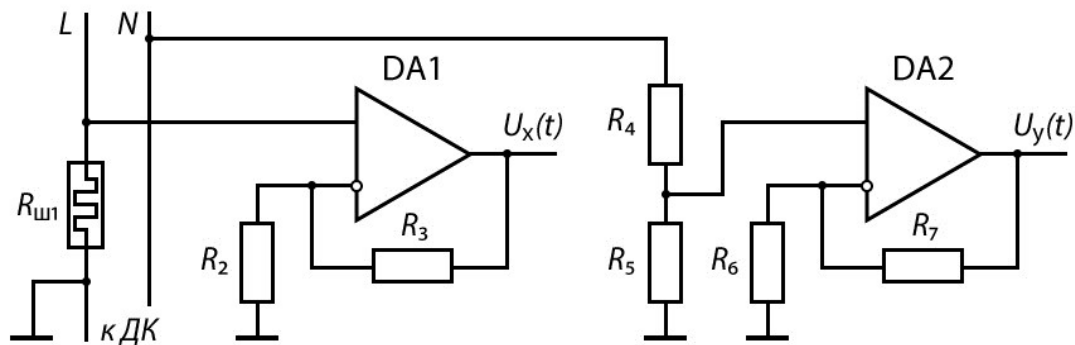 L N
DA1
DA2
Uₓ(t)
R₄
U_y(t)
R_Ш1
R₂
R₃
R₅
R₆
R₇
к ДК